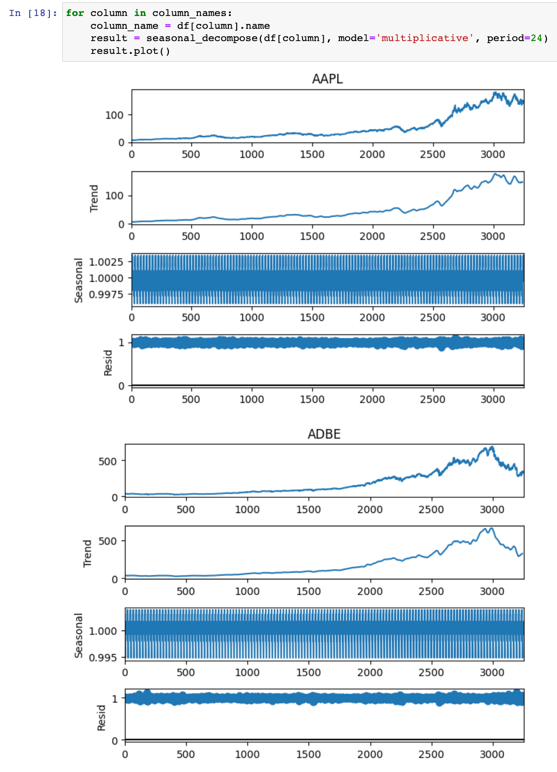 In [18]: for column in column_names:
column_name = df[column].name
result = seasonal_decompose(df[column], model='multiplicative', period=24)
result.plot()
AAPL
100
0
0 500 1000 1500 2000 2500 3000
Trend
100
0
0 500 1000 1500 2000 2500 3000
Seasonal
1.0025
1.0000
0.9975
0 500 1000 1500 2000 2500 3000
Resid
1
0
0 500 1000 1500 2000 2500 3000
ADBE
500
0
0 500 1000 1500 2000 2500 3000
Trend
500
0
0 500 1000 1500 2000 2500 3000
Seasonal
1.000
0.995
0 500 1000 1500 2000 2500 3000
Resid
1
0
0 500 1000 1500 2000 2500 3000